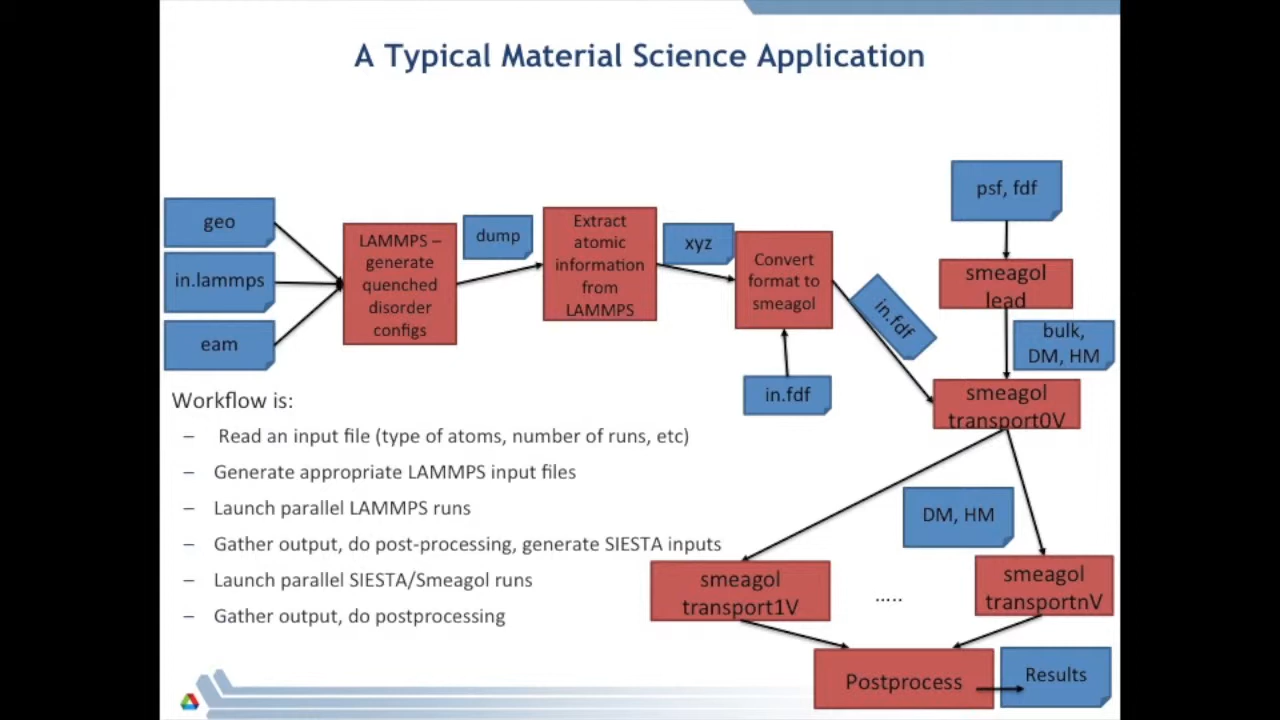 A Typical Material Science Application
psf, fdf
geo
in.lammps
eam
LAMMPS –
generate
quenched
disorder
configs
dump
Extract
atomic
information
from
LAMMPS
xyz
Convert
format to
smeagol
in.fdf
in.fdf
smeagol
lead
bulk,
DM, HM
smeagol
transport0V
Workflow is:
– Read an input file (type of atoms, number of runs, etc)
– Generate appropriate LAMMPS input files
– Launch parallel LAMMPS runs
– Gather output, do post-processing, generate SIESTA inputs
– Launch parallel SIESTA/Smeagol runs
– Gather output, do postprocessing
DM, HM
smeagol
transport1V
.....
smeagol
transportnV
Postprocess
Results